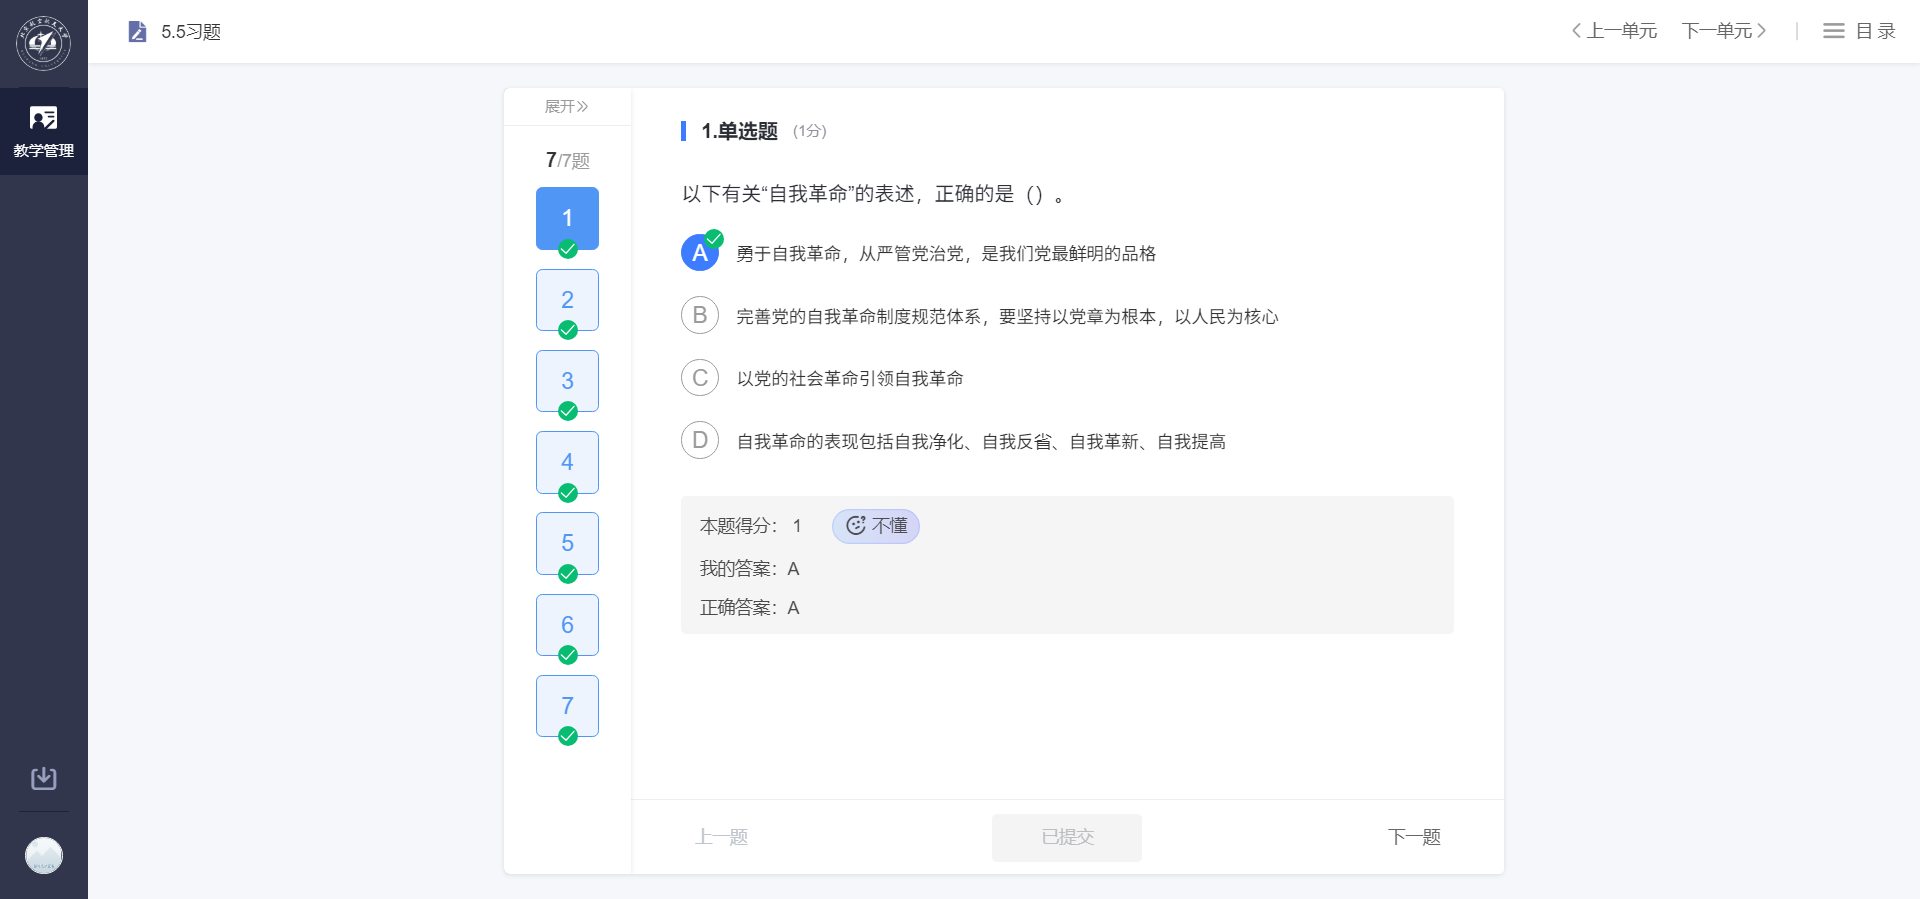 5.5习题
上一单元
下一单元
目录
教学管理
展开
7/7题
1
2
3
4
5
6
7
1.单选题 (1分)
以下有关“自我革命”的表述，正确的是（）。
A 勇于自我革命，从严管党治党，是我们党最鲜明的品格
B 完善党的自我革命制度规范体系，要坚持以党章为根本，以人民为核心
C 以党的社会革命引领自我革命
D 自我革命的表现包括自我净化、自我反省、自我革新、自我提高
本题得分： 1 不懂
我的答案：A
正确答案：A
上一题
已提交
下一题